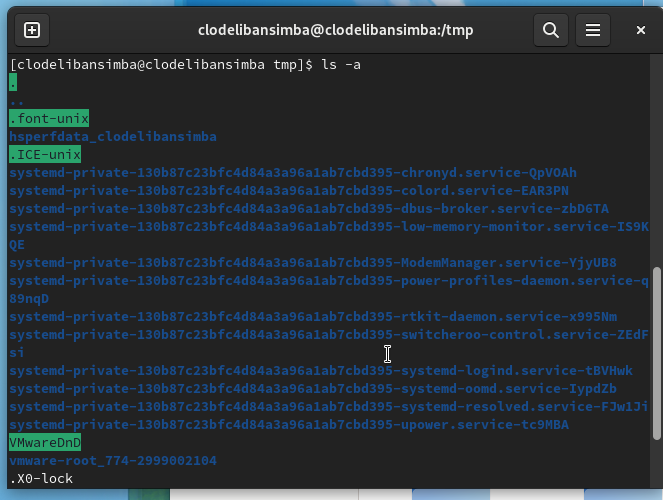 clodelibansimba@clodelibansimba:/tmp
[clodelibansimba@clodelibansimba tmp]$ ls -a
.
..
.font-unix
hsperfdata_clodelibansimba
.ICE-unix
systemd-private-130b87c23bfc4d84a3a96a1ab7cbd395-chronyd.service-QpVOAh
systemd-private-130b87c23bfc4d84a3a96a1ab7cbd395-colord.service-EAR3PN
systemd-private-130b87c23bfc4d84a3a96a1ab7cbd395-dbus-broker.service-zbD6TA
systemd-private-130b87c23bfc4d84a3a96a1ab7cbd395-low-memory-monitor.service-IS9K
QE
systemd-private-130b87c23bfc4d84a3a96a1ab7cbd395-ModemManager.service-YjyUB8
systemd-private-130b87c23bfc4d84a3a96a1ab7cbd395-power-profiles-daemon.service-q
89nqD
systemd-private-130b87c23bfc4d84a3a96a1ab7cbd395-rtkit-daemon.service-x995Nm
systemd-private-130b87c23bfc4d84a3a96a1ab7cbd395-switcheroo-control.service-ZEdF
si
systemd-private-130b87c23bfc4d84a3a96a1ab7cbd395-systemd-logind.service-tBVHwk
systemd-private-130b87c23bfc4d84a3a96a1ab7cbd395-systemd-oomd.service-IypdZb
systemd-private-130b87c23bfc4d84a3a96a1ab7cbd395-systemd-resolved.service-FJw1Ji
systemd-private-130b87c23bfc4d84a3a96a1ab7cbd395-upower.service-tc9MBA
VMwareDnD
vmware-root_774-2999002104
.X0-lock